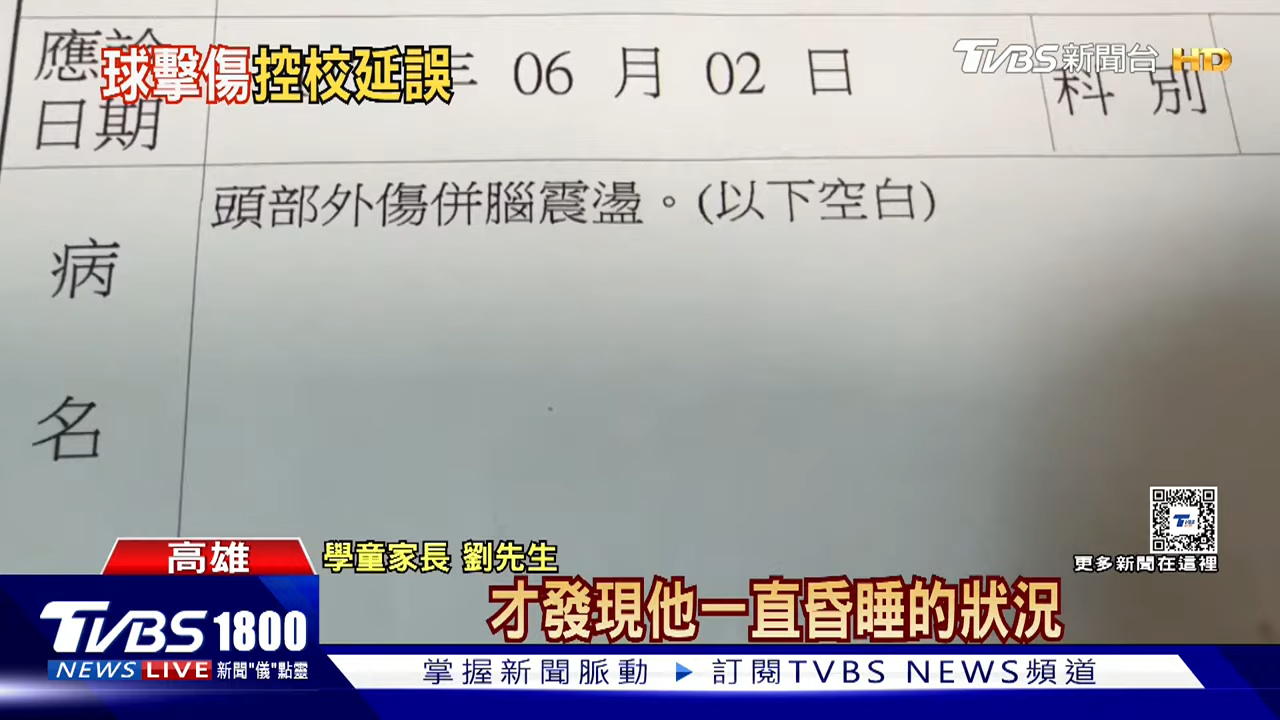 球擊傷控校延誤
TVBS新聞台 HD
應診日期
06 月 02 日
科別
病名
頭部外傷併腦震盪。(以下空白)
更多新聞在這裡
高雄
學童家長 劉先生
才發現他一直昏睡的狀況
TVBS 1800
NEWS LIVE 新聞"儀"點靈
掌握新聞脈動 ▶ 訂閱TVBS NEWS頻道